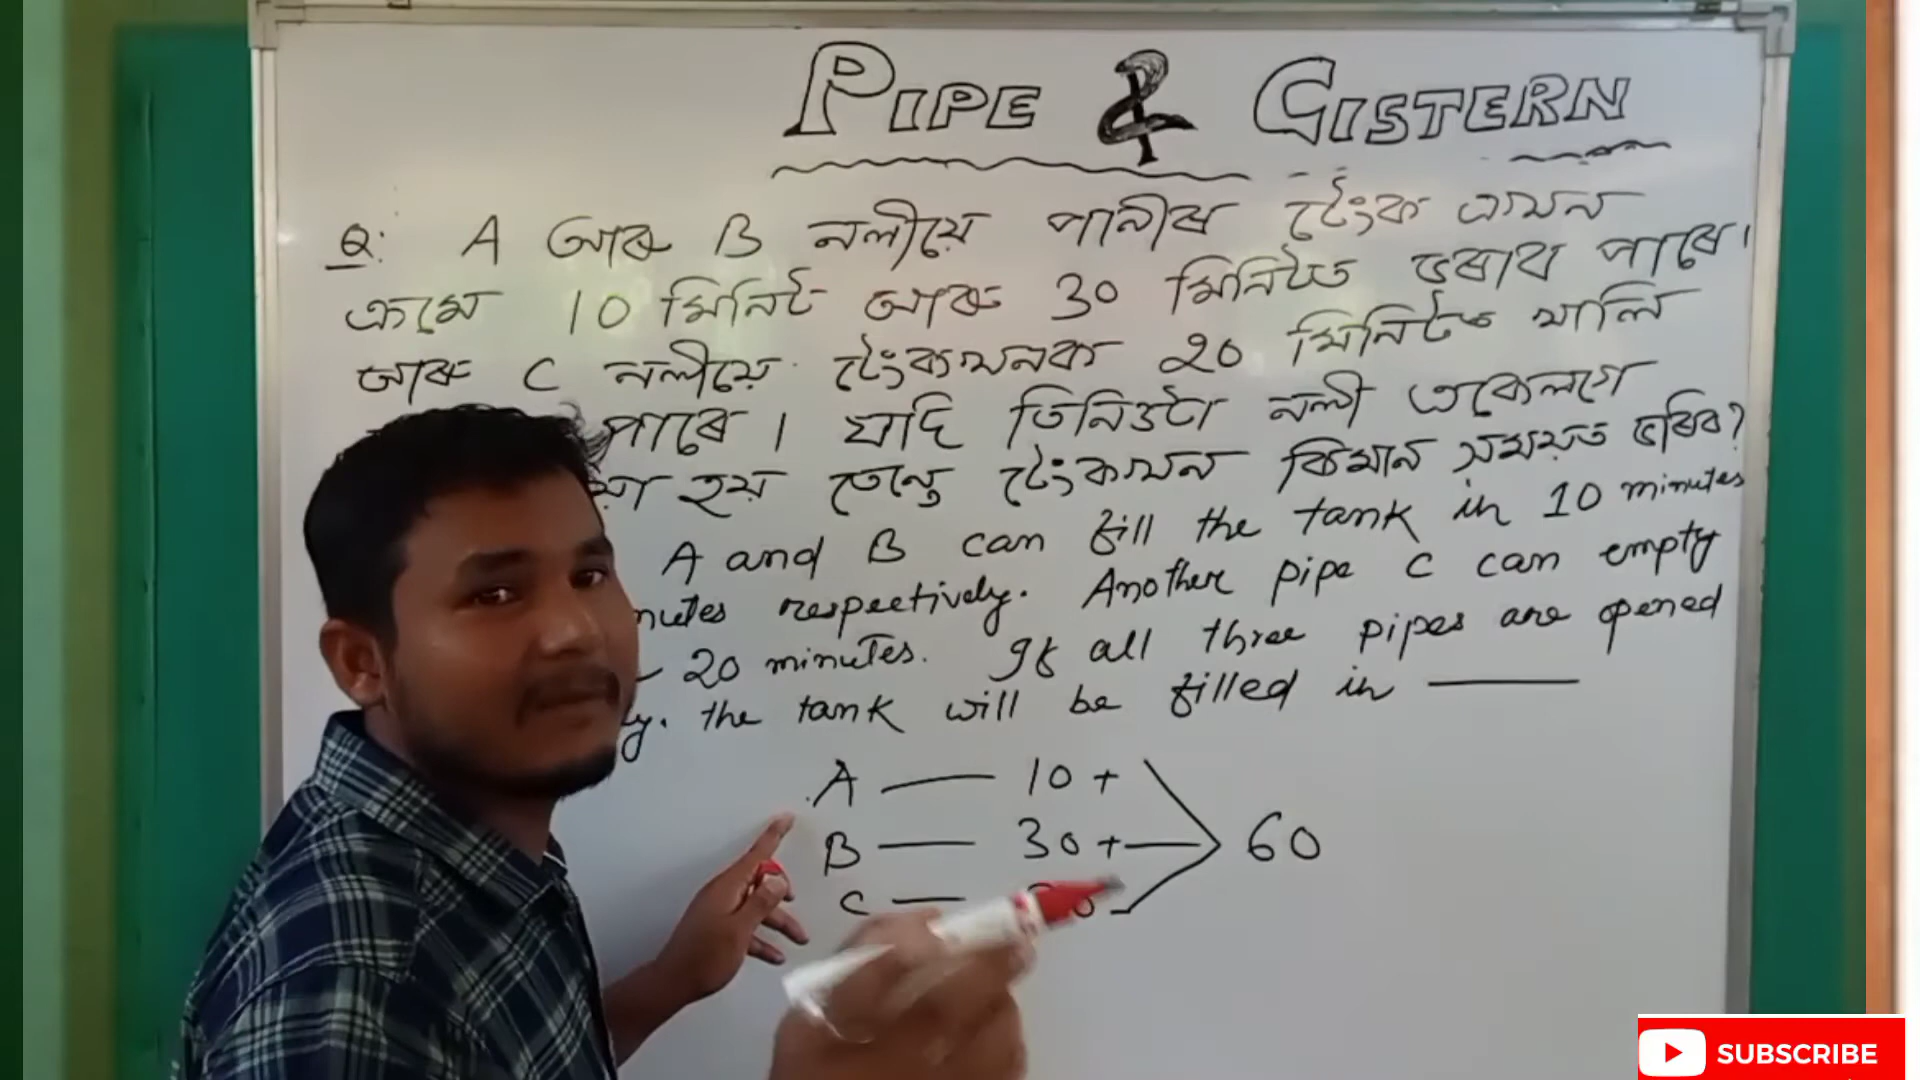 PIPE & CISTERN
Q: A আৰু B নলীয়ে পানীৰ টেংক এখন
ক্ৰমে 10 মিনিট আৰু 30 মিনিটত ভৰাব পাৰে।
আৰু C নলীয়ে টেংকখনক 20 মিনিটত খালি
পাৰে। যদি তিনিওটা নলী একেলগে
হয় তেন্তে টেংকখন কিমান সময়ত ভৰিব?
A and B can fill the tank in 10 minutes
respectively. Another pipe C can empty
20 minutes. If all three pipes are opened
the tank will be filled in ———
A — 10 +
B — 30 + 60
C —
SUBSCRIBE